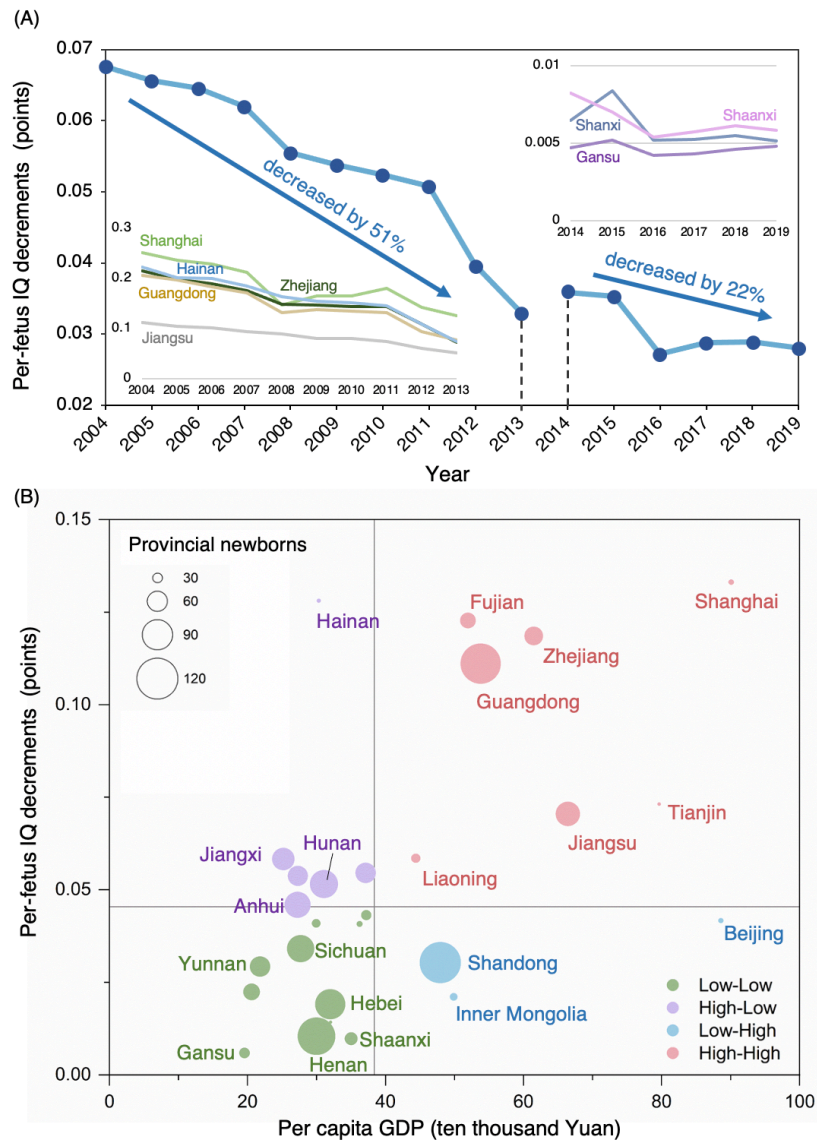 (A)
Per-fetus IQ decrements (points)
0.07
0.06
0.05
0.04
0.03
0.02
decreased by 51%
0.3
0.2
0.1
0
Shanghai
Hainan
Zhejiang
Guangdong
Jiangsu
2004 2005 2006 2007 2008 2009 2010 2011 2012 2013
0.01
0.005
0
Shaanxi
Shanxi
Gansu
2014 2015 2016 2017 2018 2019
decreased by 22%
2004 2005 2006 2007 2008 2009 2010 2011 2012 2013 2014 2015 2016 2017 2018 2019
Year
(B)
Per-fetus IQ decrements (points)
0.15
0.10
0.05
0.00
Provincial newborns
30
60
90
120
Hainan
Fujian
Shanghai
Zhejiang
Guangdong
Tianjin
Jiangsu
Hunan
Jiangxi
Liaoning
Anhui
Beijing
Sichuan
Yunnan
Shandong
Hebei
Inner Mongolia
Shaanxi
Gansu
Henan
Low-Low
High-Low
Low-High
High-High
0 20 40 60 80 100
Per capita GDP (ten thousand Yuan)